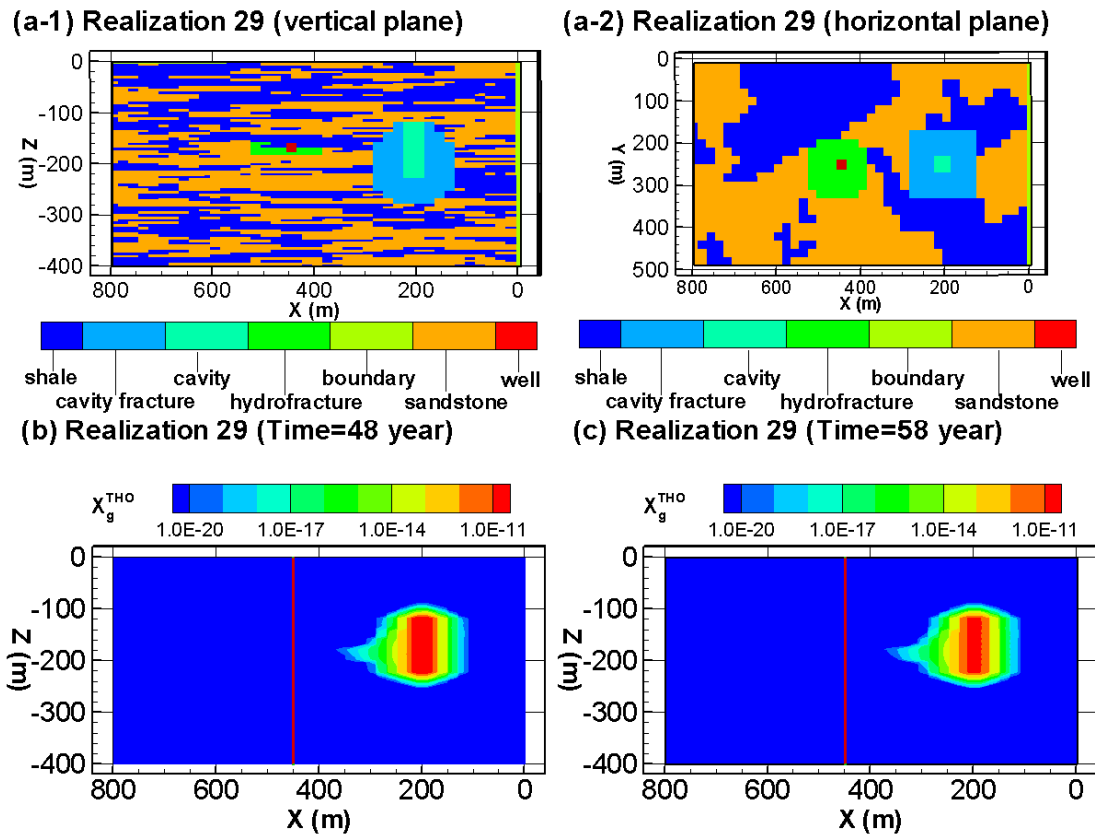 (a-1) Realization 29 (vertical plane)
(a-2) Realization 29 (horizontal plane)
0
-100
-200
-300
-400
Z (m)
800 600 400 200 0
X (m)
0
100
200
300
400
500
Y (m)
800 600 400 200 0
X (m)
shale cavity boundary well
cavity fracture hydrofracture sandstone
shale cavity boundary well
cavity fracture hydrofracture sandstone
(b) Realization 29 (Time=48 year)
(c) Realization 29 (Time=58 year)
X_g^THO
1.0E-20 1.0E-17 1.0E-14 1.0E-11
0
-100
-200
-300
-400
Z (m)
800 600 400 200 0
X (m)
X_g^THO
1.0E-20 1.0E-17 1.0E-14 1.0E-11
0
-100
-200
-300
-400
Z (m)
800 600 400 200 0
X (m)